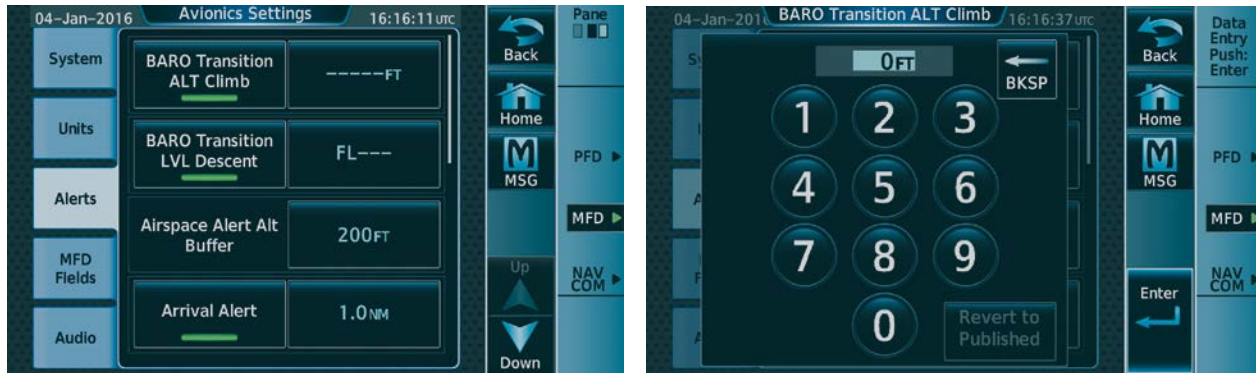 04–Jan–2016
Avionics Settings
16:16:11UTC
System
Units
Alerts
MFD
Fields
Audio
BARO Transition
ALT Climb
–––––FT
BARO Transition
LVL Descent
FL–––
Airspace Alert Alt
Buffer
200FT
Arrival Alert
1.0NM
Back
Home
MSG
Up
Down
Pane
PFD
MFD
NAV
COM
04–Jan–201
BARO Transition ALT Climb
16:16:37UTC
0FT
BKSP
1 2 3
4 5 6
7 8 9
0
Revert to
Published
Back
Home
MSG
Enter
Data
Entry
Push:
Enter
PFD
MFD
NAV
COM